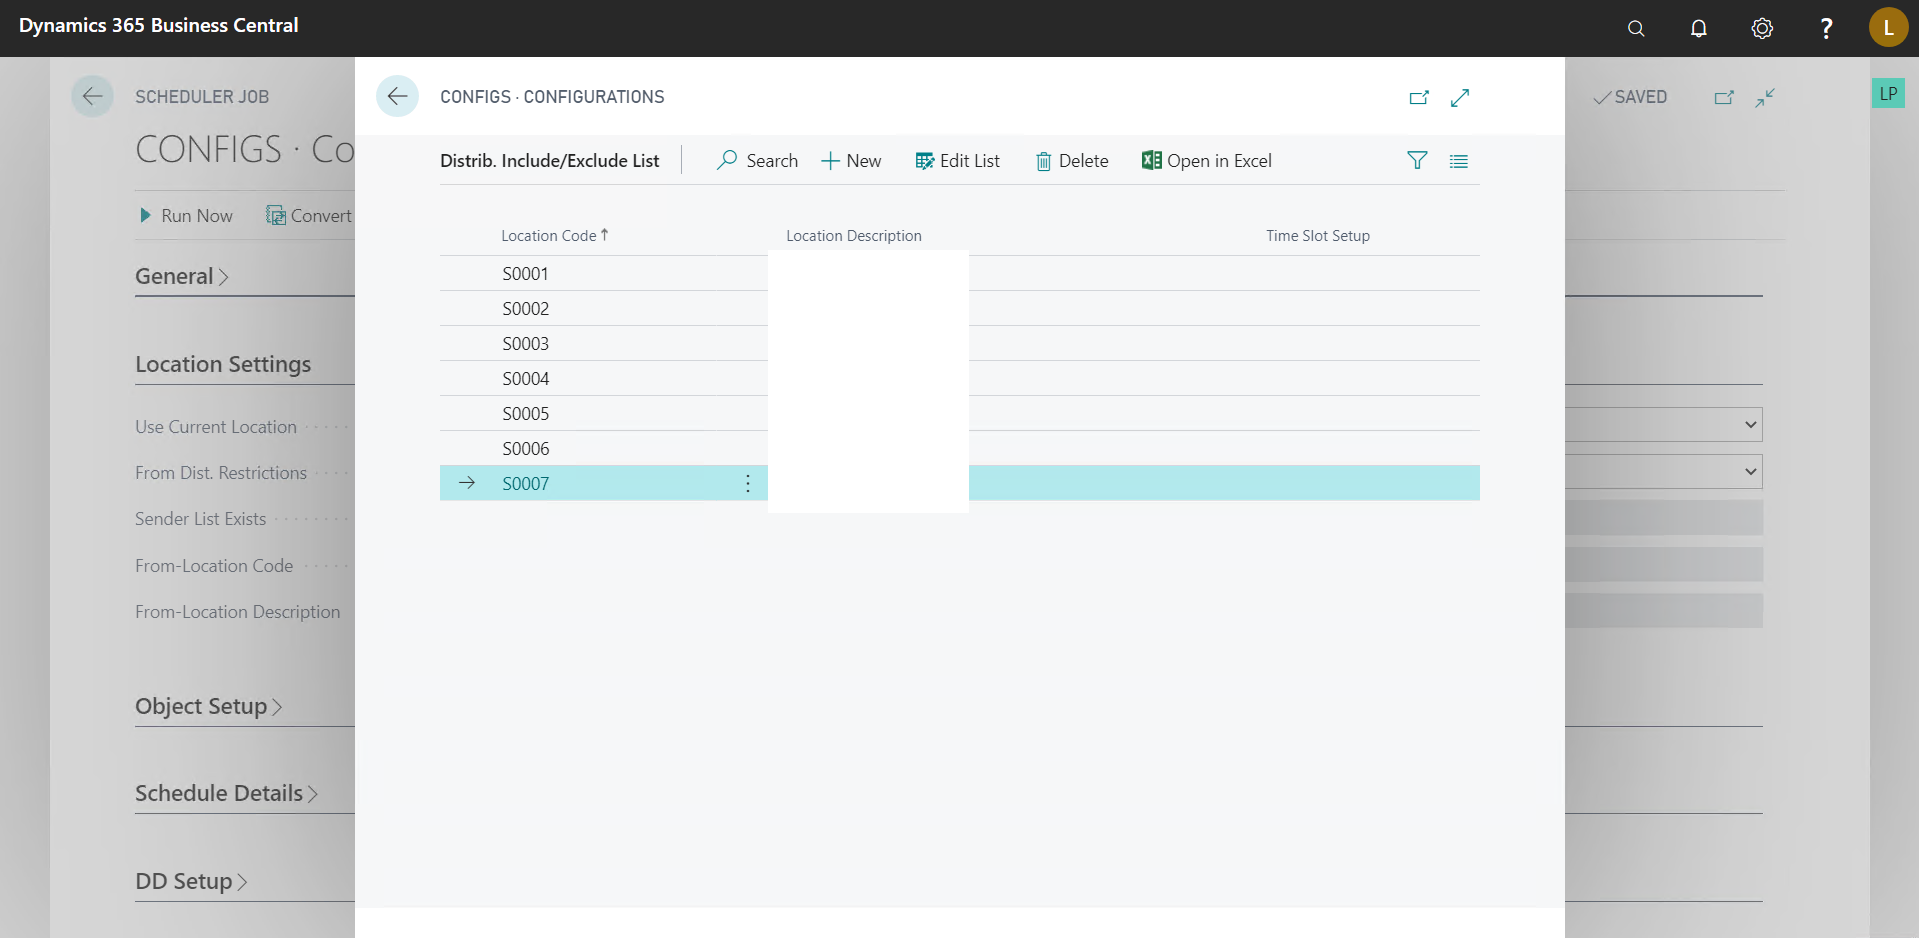 Dynamics 365 Business Central
L
SCHEDULER JOB
CONFIGS · Co
SAVED
LP
Run Now
Convert
General
Location Settings
Use Current Location
From Dist. Restrictions
Sender List Exists
From-Location Code
From-Location Description
Object Setup
Schedule Details
DD Setup
CONFIGS · CONFIGURATIONS
Distrib. Include/Exclude List
Search
New
Edit List
Delete
Open in Excel
Location Code ↑ Location Description Time Slot Setup
S0001
S0002
S0003
S0004
S0005
S0006
S0007